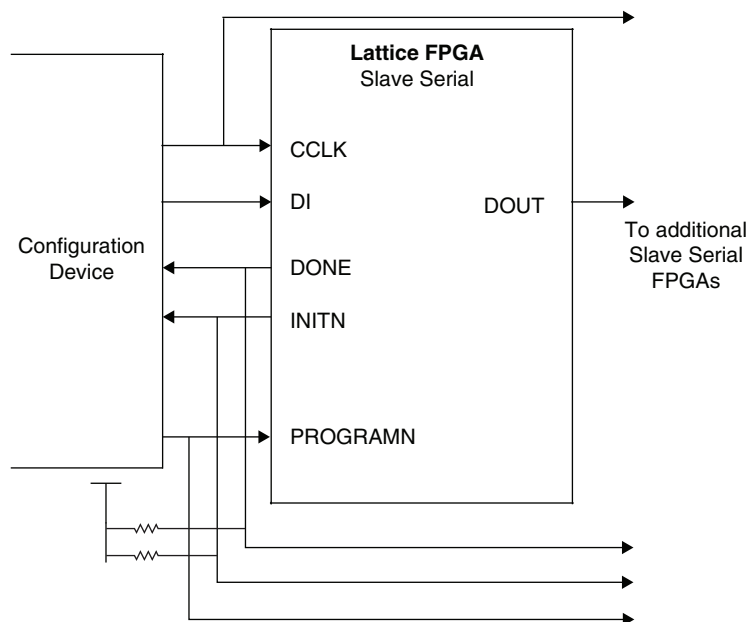 Lattice FPGA
Slave Serial
CCLK
DI
DOUT
To additional
Slave Serial
FPGAs
Configuration
Device
DONE
INITN
PROGRAMN